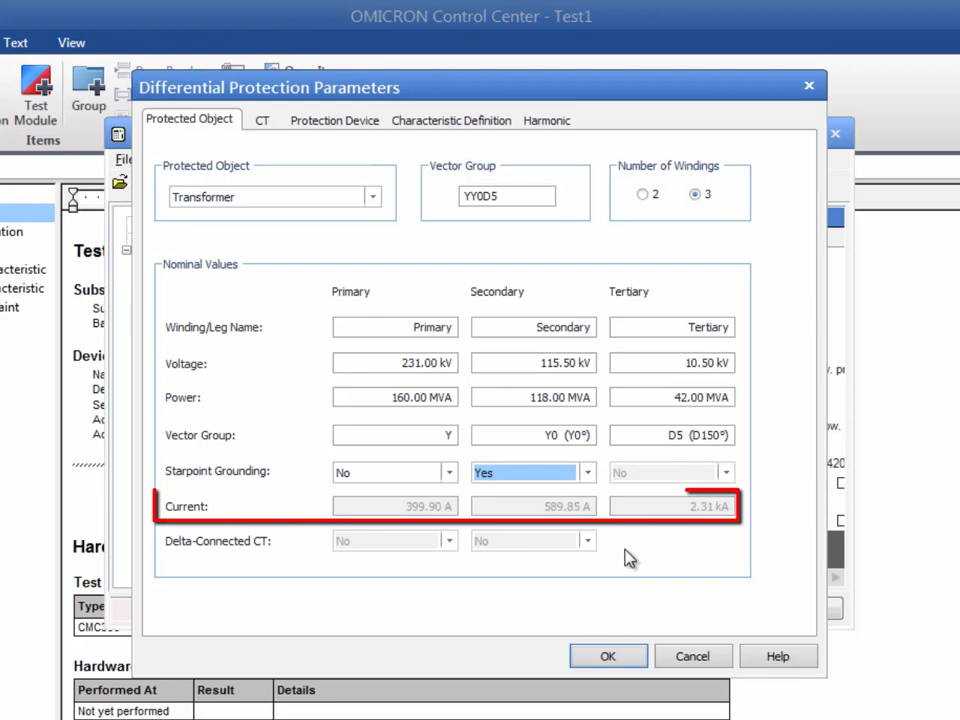 OMICRON Control Center - Test1
Text View
Test Module
Group
Items
Differential Protection Parameters
Protected Object CT Protection Device Characteristic Definition Harmonic
Protected Object
Transformer
Vector Group
YY0D5
Number of Windings
2 3
Nominal Values
Primary Secondary Tertiary
Winding/Leg Name: Primary Secondary Tertiary
Voltage: 231.00 kV 115.50 kV 10.50 kV
Power: 160.00 MVA 118.00 MVA 42.00 MVA
Vector Group: Y Y0 (Y0°) D5 (D150°)
Starpoint Grounding: No Yes No
Current: 399.90 A 589.85 A 2.31 kA
Delta-Connected CT: No No
OK Cancel Help
Test
Type
Performed At Result Details
Not yet performed